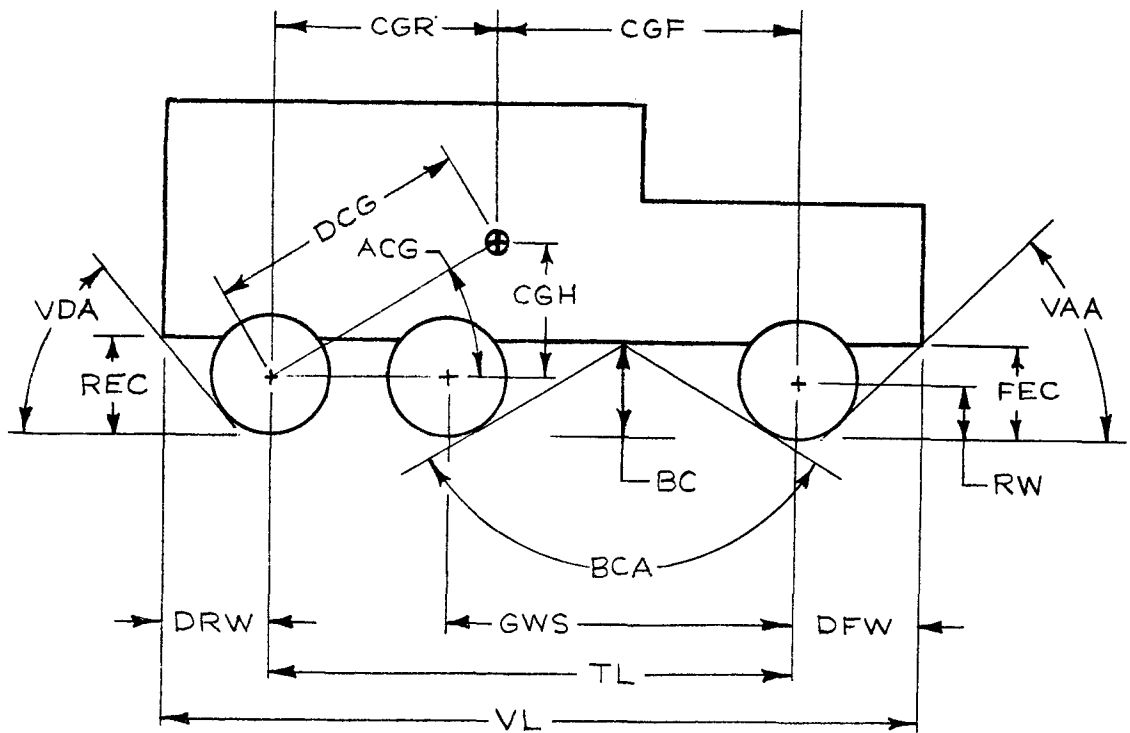 CGR
CGF
DCG
ACG
CGH
VDA
VAA
REC
FEC
RW
BC
BCA
DRW
GWS
DFW
TL
VL